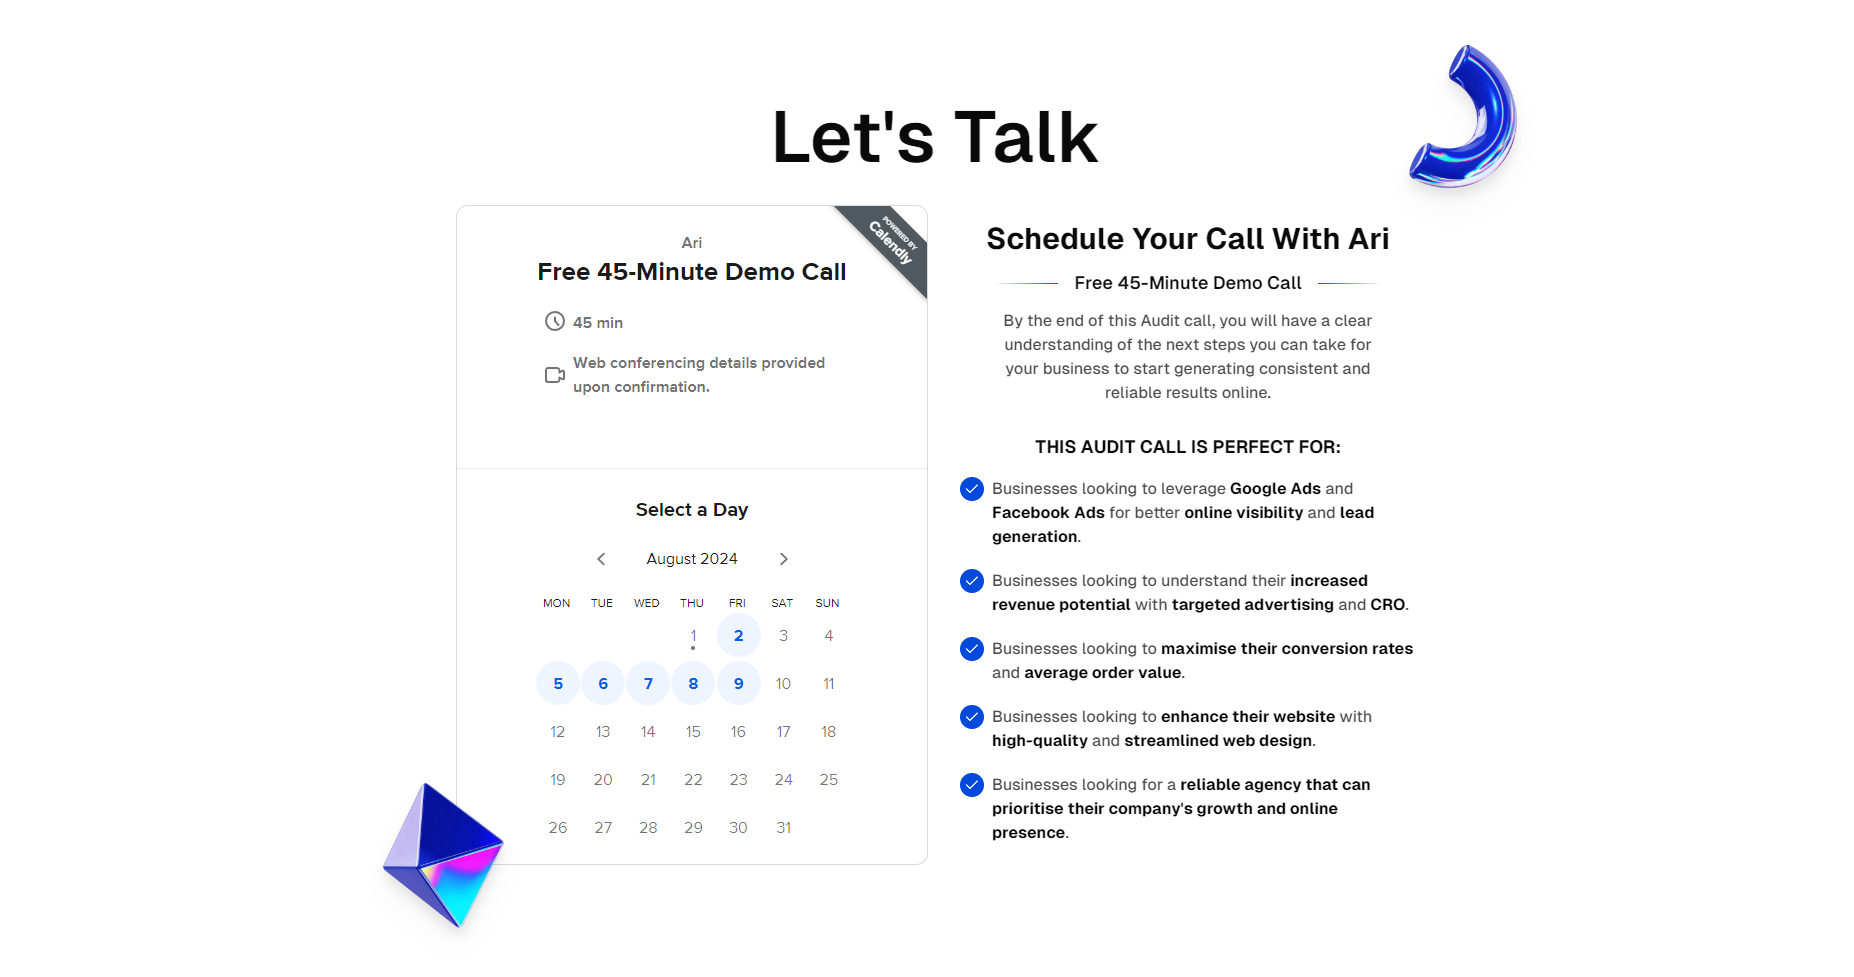 Let's Talk
Ari
Free 45-Minute Demo Call
POWERED BY
Calendly
45 min
Web conferencing details provided
upon confirmation.
Select a Day
August 2024
MON TUE WED THU FRI SAT SUN
1 2 3 4
5 6 7 8 9 10 11
12 13 14 15 16 17 18
19 20 21 22 23 24 25
26 27 28 29 30 31
Schedule Your Call With Ari
Free 45-Minute Demo Call
By the end of this Audit call, you will have a clear
understanding of the next steps you can take for
your business to start generating consistent and
reliable results online.
THIS AUDIT CALL IS PERFECT FOR:
Businesses looking to leverage Google Ads and
Facebook Ads for better online visibility and lead
generation.
Businesses looking to understand their increased
revenue potential with targeted advertising and CRO.
Businesses looking to maximise their conversion rates
and average order value.
Businesses looking to enhance their website with
high-quality and streamlined web design.
Businesses looking for a reliable agency that can
prioritise their company's growth and online
presence.